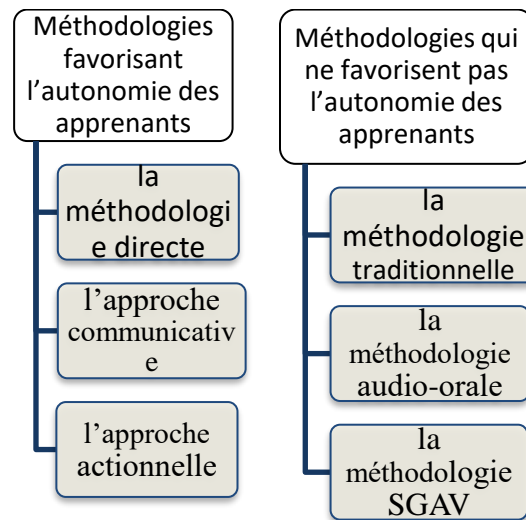 Méthodologies
favorisant
l’autonomie des
apprenants
la
méthodologi
e directe
l’approche
communicativ
e
l’approche
actionnelle
Méthodologies qui
ne favorisent pas
l’autonomie des
apprenants
la
méthodologie
traditionnelle
la
méthodologie
audio-orale
la
méthodologie
SGAV